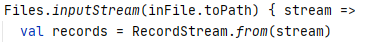 Files.inputStream(inFile.toPath) { stream =>
  val records = RecordStream.from(stream)